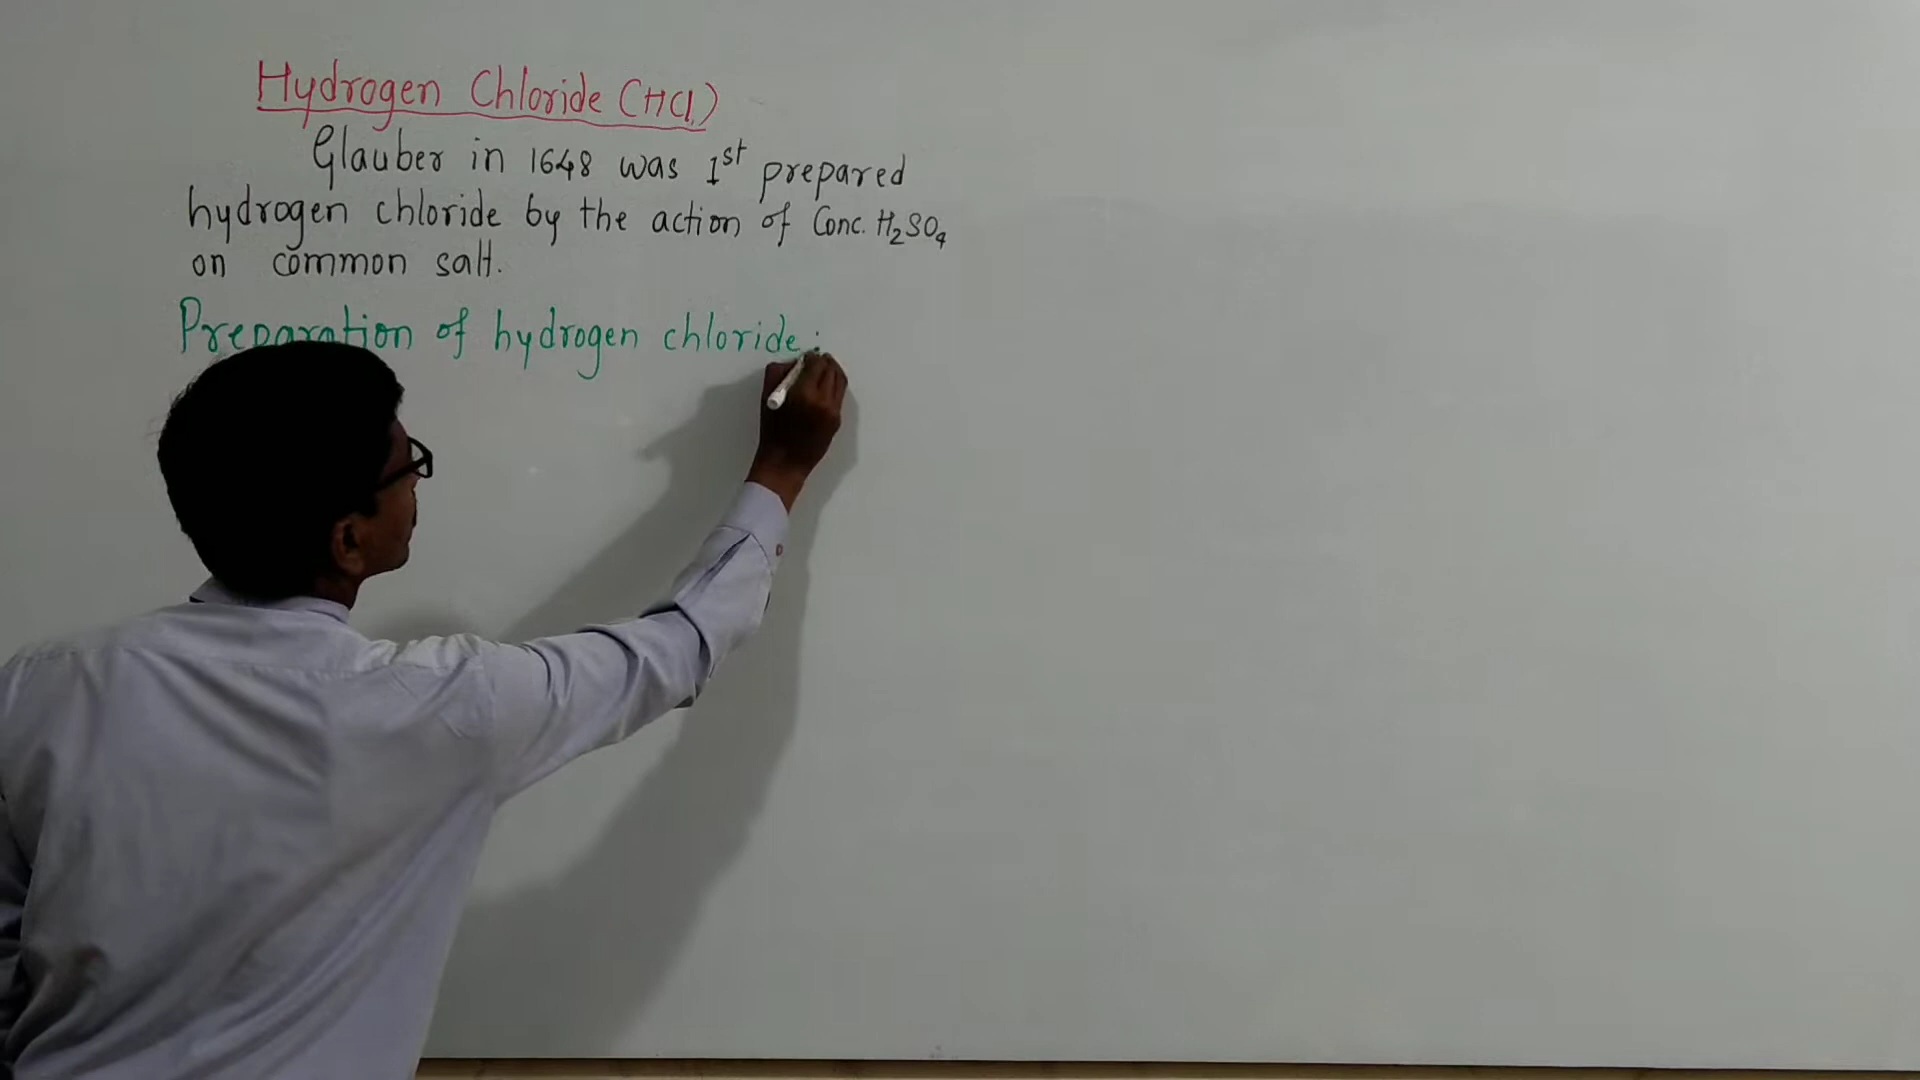 Hydrogen Chloride (HCl)
Glauber in 1648 was 1st prepared
hydrogen chloride by the action of Conc. H₂SO₄
on common salt.
Preparation of hydrogen chloride :